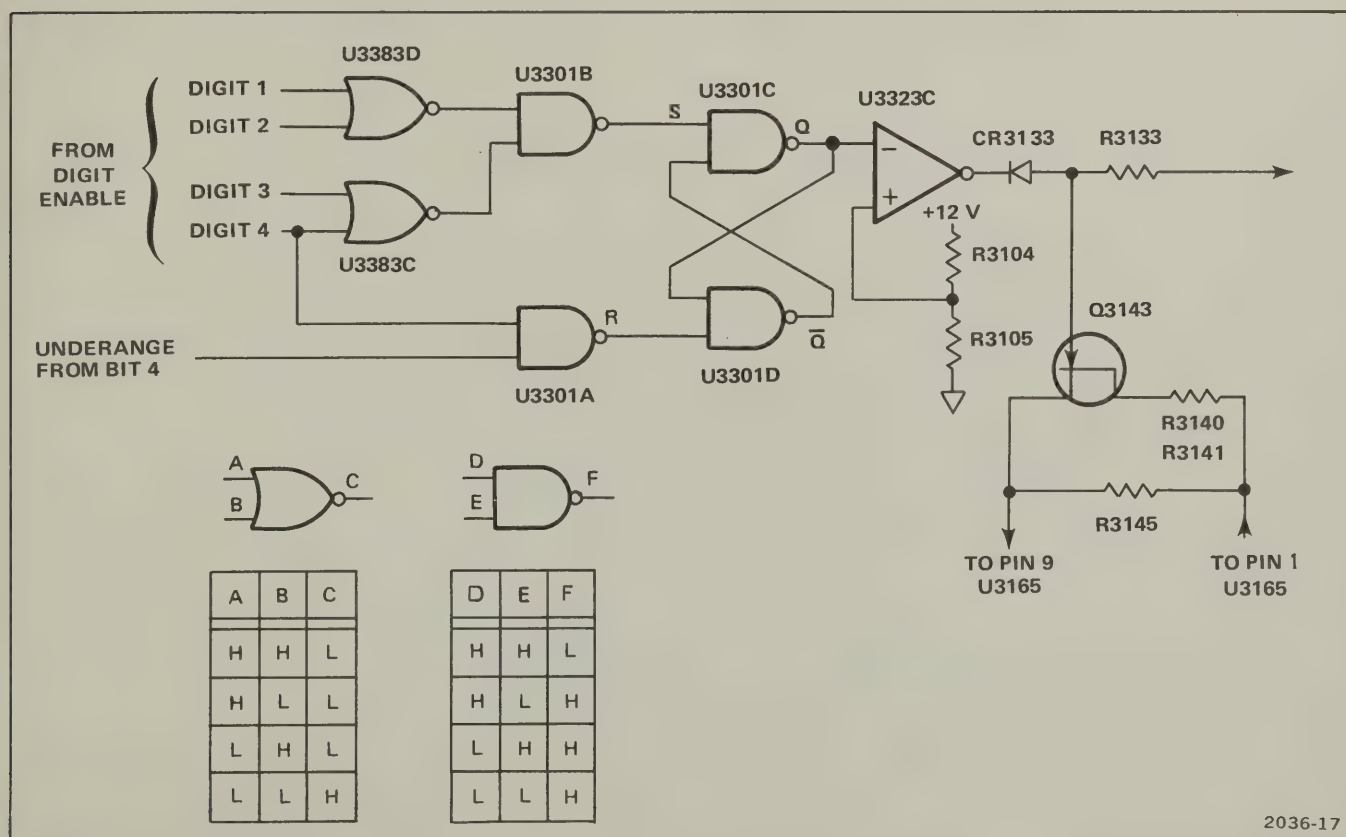 U3383D
U3301B
U3301C
U3323C
DIGIT 1
DIGIT 2
S
Q
CR3133
R3133
FROM
DIGIT
ENABLE
DIGIT 3
DIGIT 4
U3383C
−
+
+12 V
R3104
R3105
Q3143
R
Q̅
UNDERANGE
FROM BIT 4
U3301A
U3301D
R3140
R3141
R3145
TO PIN 9
U3165
TO PIN 1
U3165
A
B
C
D
E
F
A B C
H H L
H L L
L H L
L L H
D E F
H H L
H L H
L H H
L L H
2036-17